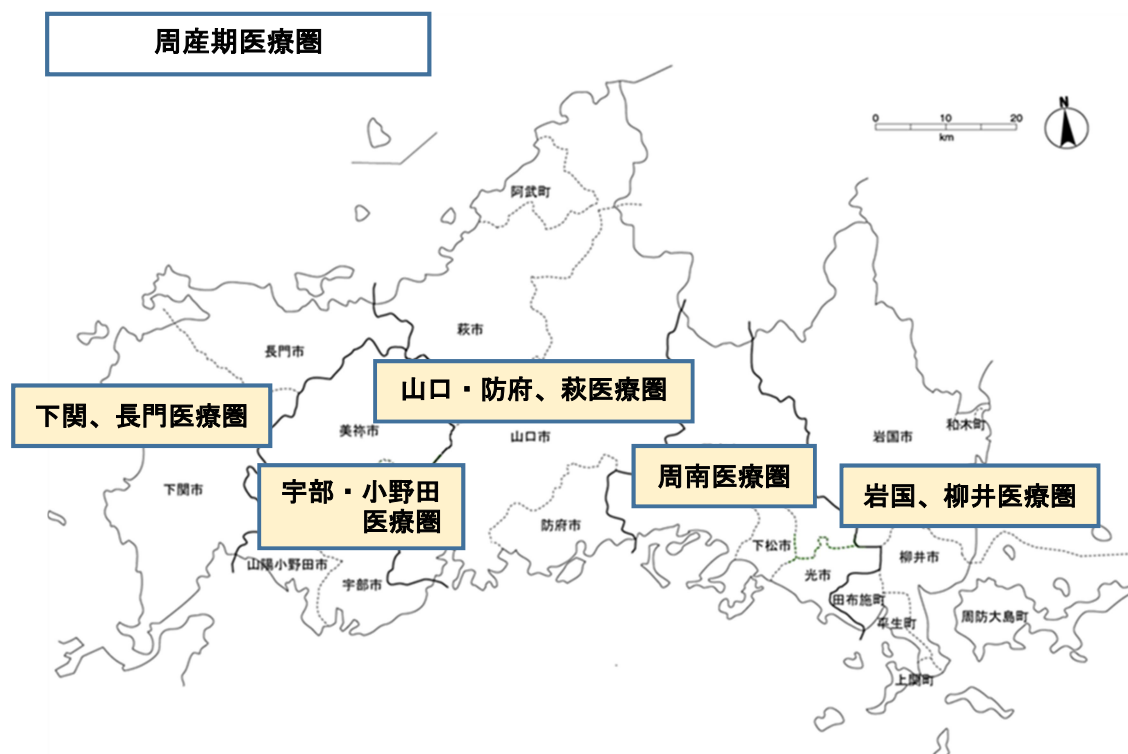 周産期医療圏
N
0 10 20
km
阿武町
萩市
長門市
山口・防府、萩医療圏
下関、長門医療圏
美祢市
山口市
岩国市
和木町
宇部・小野田
医療圏
周南医療圏
岩国、柳井医療圏
下関市
防府市
下松市
柳井市
山陽小野田市
宇部市
光市
田布施町
平生町
周防大島町
上関町